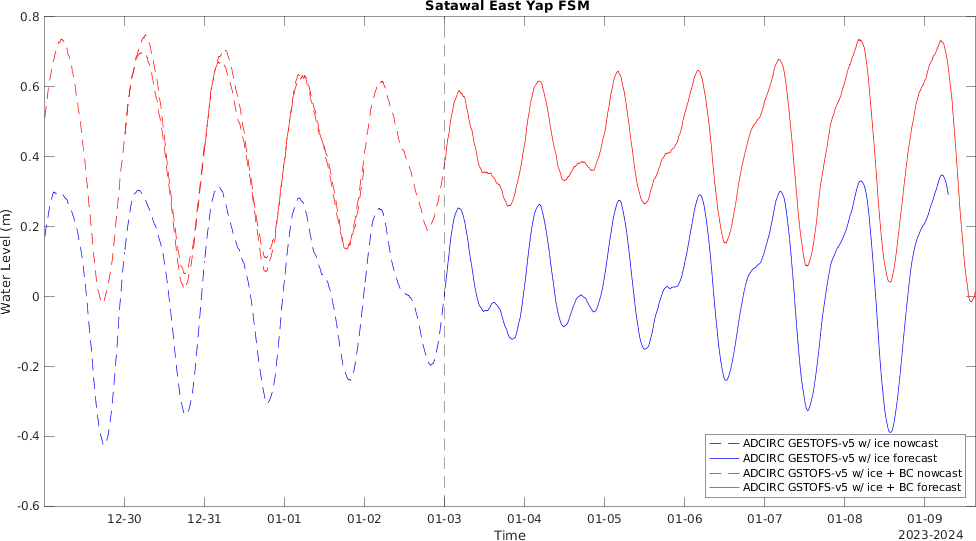 Satawal East Yap FSM
0.8
0.6
0.4
0.2
0
-0.2
-0.4
-0.6
Water Level (m)
ADCIRC GESTOFS-v5 w/ ice nowcast
ADCIRC GESTOFS-v5 w/ ice forecast
ADCIRC GSTOFS-v5 w/ ice + BC nowcast
ADCIRC GSTOFS-v5 w/ ice + BC forecast
12-30 12-31 01-01 01-02 01-03 01-04 01-05 01-06 01-07 01-08 01-09
Time
2023-2024